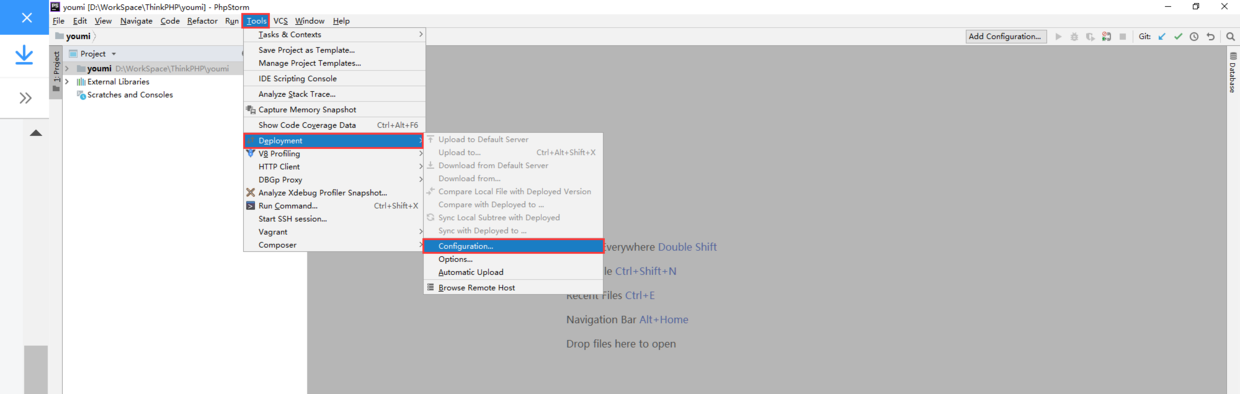 youmi [D:\WorkSpace\ThinkPHP\youmi] - PhpStorm
File Edit View Navigate Code Refactor Run Tools VCS Window Help
youmi
Add Configuration...
Git:
Project
youmi D:\WorkSpace\ThinkPHP\youmi
External Libraries
Scratches and Consoles
1: Project
Tasks & Contexts
Save Project as Template...
Manage Project Templates...
IDE Scripting Console
Analyze Stack Trace...
Capture Memory Snapshot
Show Code Coverage Data Ctrl+Alt+F6
Deployment
V8 Profiling
HTTP Client
DBGp Proxy
Analyze Xdebug Profiler Snapshot...
Run Command... Ctrl+Shift+X
Start SSH session...
Vagrant
Composer
Upload to Default Server
Upload to... Ctrl+Alt+Shift+X
Download from Default Server
Download from...
Compare Local File with Deployed Version
Compare with Deployed to ...
Sync Local Subtree with Deployed
Sync with Deployed to ...
Configuration...
Options...
Automatic Upload
Browse Remote Host
verywhere Double Shift
le Ctrl+Shift+N
Recent Files Ctrl+E
Navigation Bar Alt+Home
Drop files here to open
Database